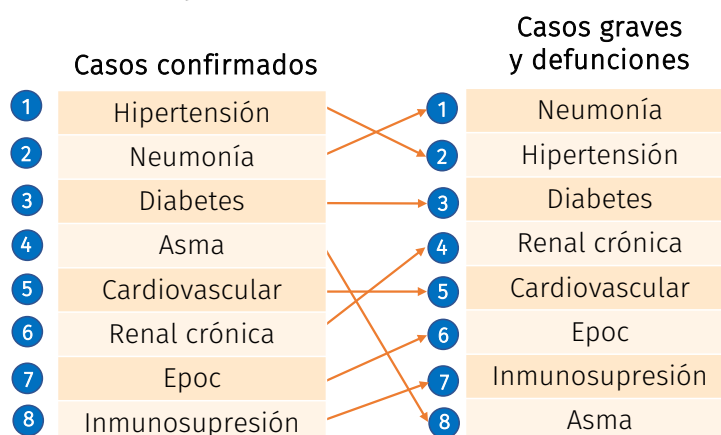 Casos confirmados
1 Hipertensión
2 Neumonía
3 Diabetes
4 Asma
5 Cardiovascular
6 Renal crónica
7 Epoc
8 Inmunosupresión
Casos graves
y defunciones
1 Neumonía
2 Hipertensión
3 Diabetes
4 Renal crónica
5 Cardiovascular
6 Epoc
7 Inmunosupresión
8 Asma